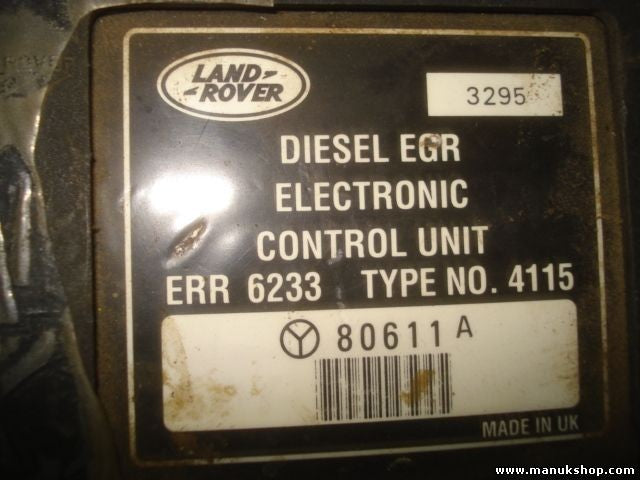 LAND-
-ROVER
3295
DIESEL EGR
ELECTRONIC
CONTROL UNIT
ERR 6233 TYPE NO. 4115
80611 A
MADE IN UK
ROVER
www.manukshop.com